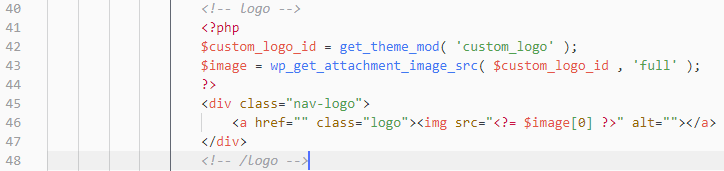 40 <!-- logo -->
41 <?php
42 $custom_logo_id = get_theme_mod( 'custom_logo' );
43 $image = wp_get_attachment_image_src( $custom_logo_id , 'full' );
44 ?>
45 <div class="nav-logo">
46 <a href="" class="logo"><img src="<?= $image[0] ?>" alt=""></a>
47 </div>
48 <!-- /logo -->